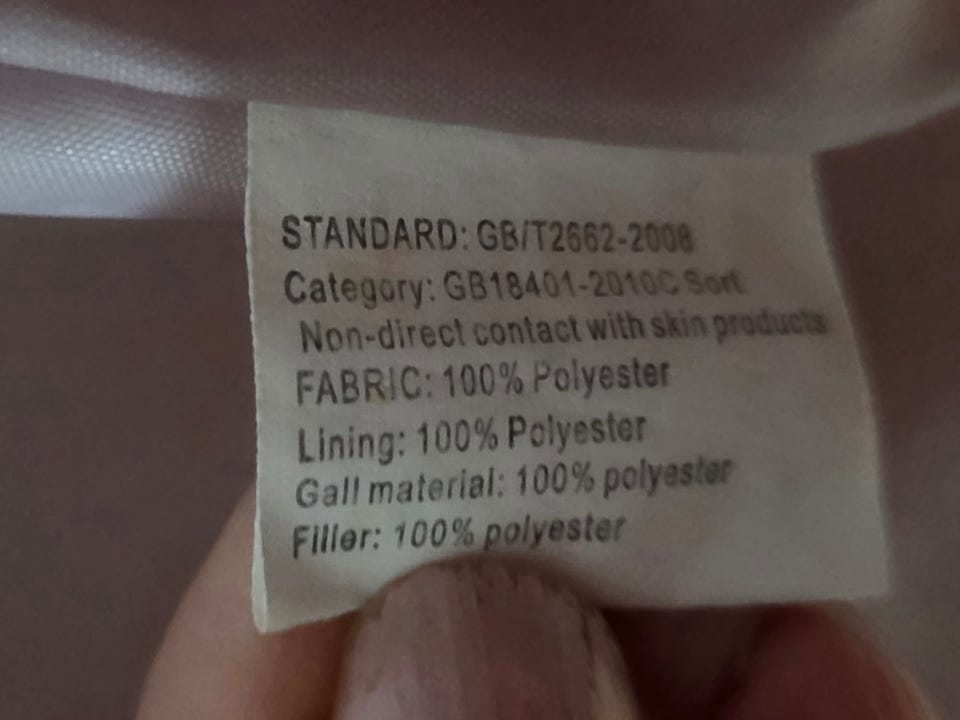 STANDARD: GB/T2662-2008
Category: GB18401-2010C Sort
Non-direct contact with skin products
FABRIC: 100% Polyester
Lining: 100% Polyester
Gall material: 100% polyester
Filler: 100% polyester